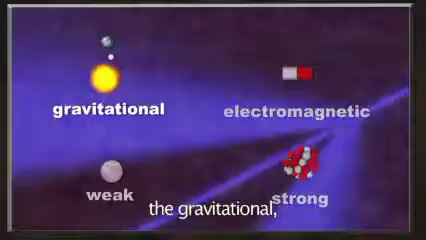 gravitational
electromagnetic
weak
strong
the gravitational,